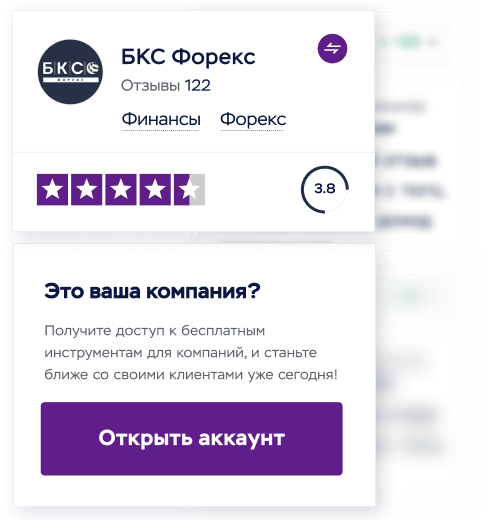 БКС
ФОРЕКС
БКС Форекс
Отзывы 122
Финансы Форекс
3.8
Это ваша компания?
Получите доступ к бесплатным
инструментам для компаний, и станьте
ближе со своими клиентами уже сегодня!
Открыть аккаунт